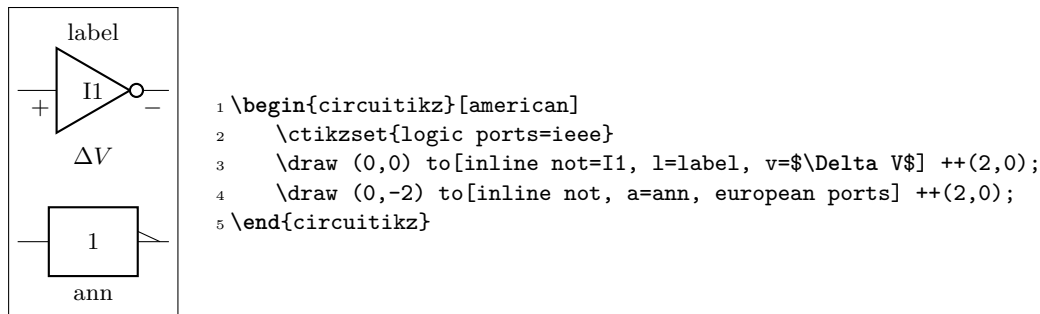 label
I1
+ −
ΔV
1
ann
1 \begin{circuitikz}[american]
2     \ctikzset{logic ports=ieee}
3     \draw (0,0) to[inline not=I1, l=label, v=$\Delta V$] ++(2,0);
4     \draw (0,-2) to[inline not, a=ann, european ports] ++(2,0);
5 \end{circuitikz}